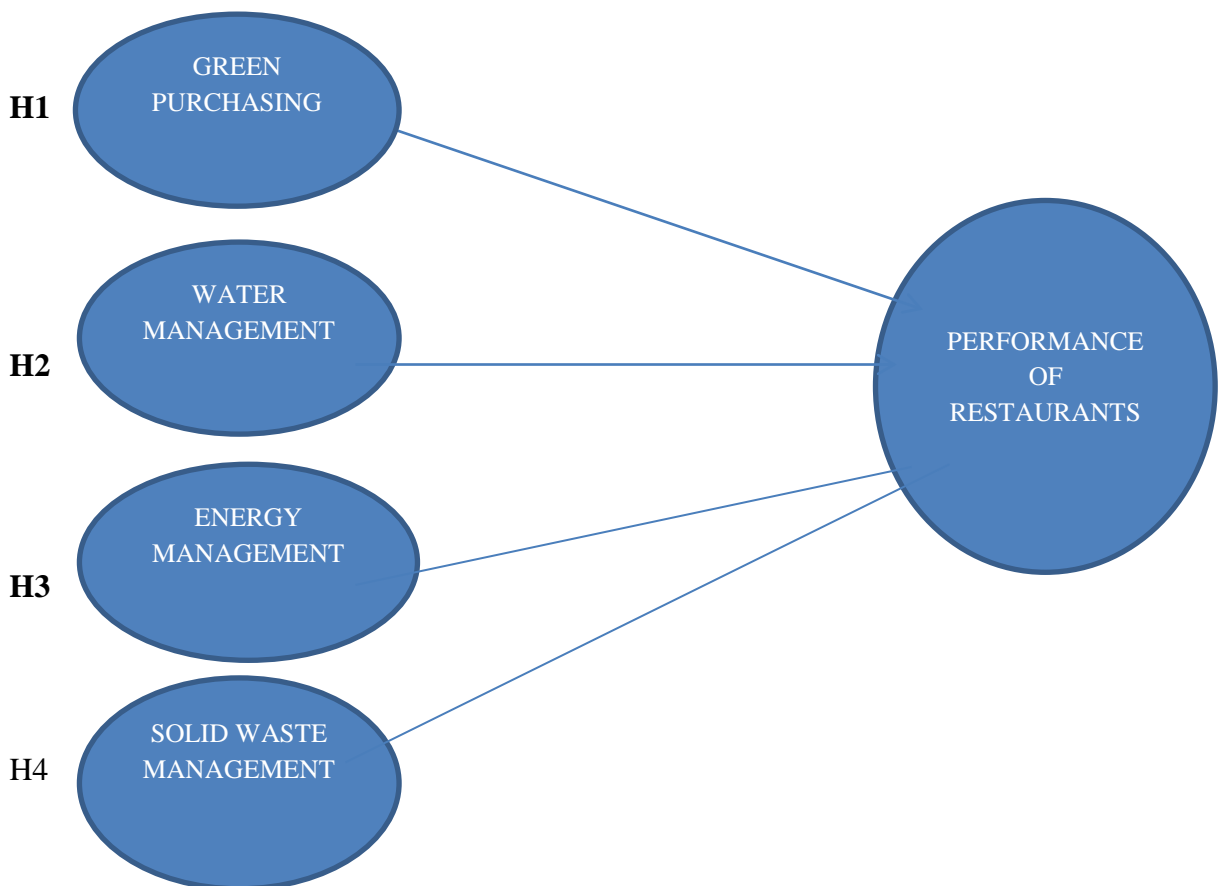 H1
GREEN
PURCHASING
H2
WATER
MANAGEMENT
H3
ENERGY
MANAGEMENT
H4
SOLID WASTE
MANAGEMENT
PERFORMANCE
OF
RESTAURANTS